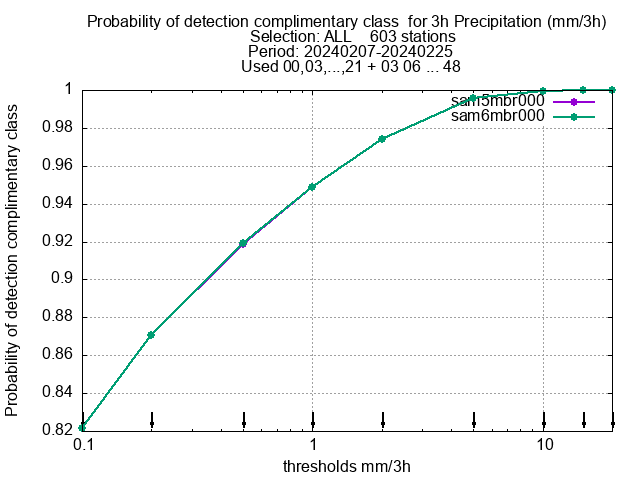 Probability of detection complimentary class  for 3h Precipitation (mm/3h)
Selection: ALL    603 stations
Period: 20240207-20240225
Used 00,03,...,21 + 03 06 ... 48
Probability of detection complimentary class
1
0.98
0.96
0.94
0.92
0.9
0.88
0.86
0.84
0.82
sam5mbr000
sam6mbr000
0.1
1
10
thresholds mm/3h